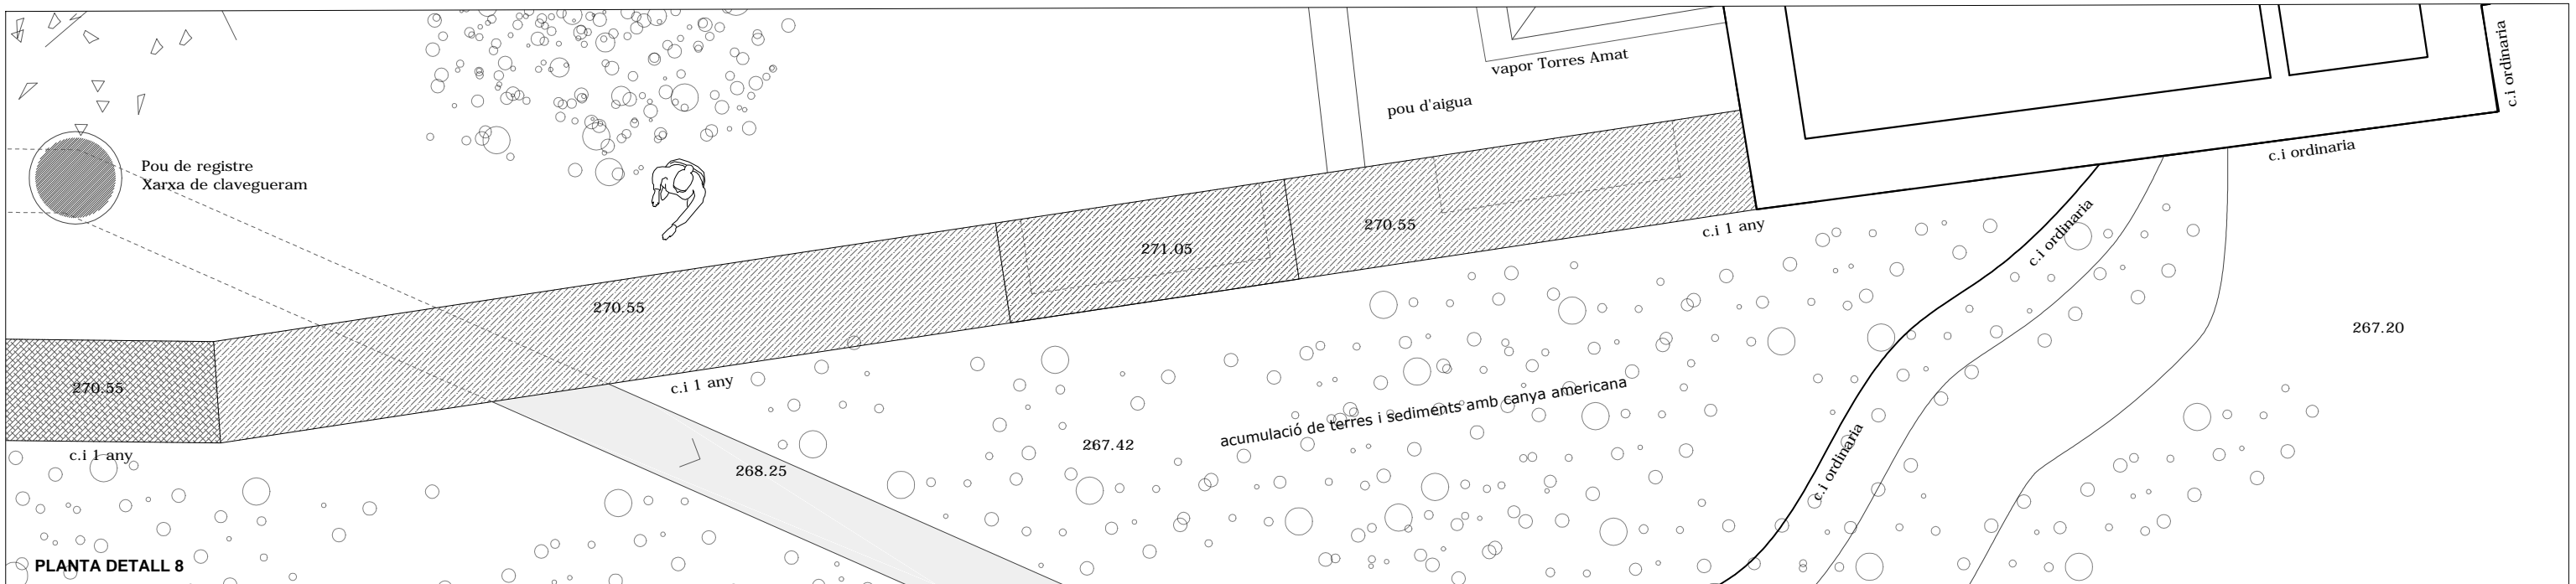 c.i ordinaria
vapor Torres Amat
pou d'aigua
c.i ordinaria
Pou de registre
Xarxa de clavegueram
c.i ordinaria
270.55
c.i 1 any
271.05
270.55
267.20
270.55
c.i 1 any
acumulació de terres i sediments amb canya americana
267.42
c.i 1 any
268.25
c.i ordinaria
PLANTA DETALL 8